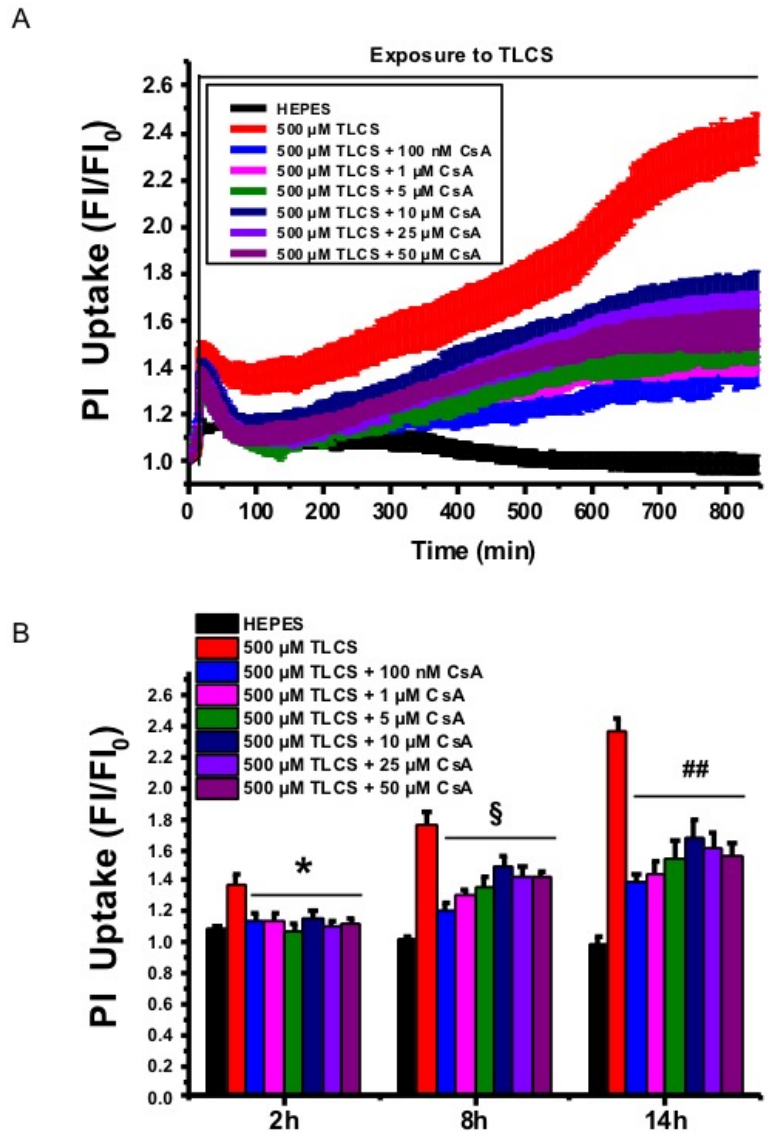 A
Exposure to TLCS
HEPES
500 µM TLCS
500 µM TLCS + 100 nM CsA
500 µM TLCS + 1 µM CsA
500 µM TLCS + 5 µM CsA
500 µM TLCS + 10 µM CsA
500 µM TLCS + 25 µM CsA
500 µM TLCS + 50 µM CsA
PI Uptake (FI/FI0)
2.6
2.4
2.2
2.0
1.8
1.6
1.4
1.2
1.0
0 100 200 300 400 500 600 700 800
Time (min)
B
HEPES
500 µM TLCS
500 µM TLCS + 100 nM CsA
500 µM TLCS + 1 µM CsA
500 µM TLCS + 5 µM CsA
500 µM TLCS + 10 µM CsA
500 µM TLCS + 25 µM CsA
500 µM TLCS + 50 µM CsA
PI Uptake (FI/FI0)
2.6
2.4
2.2
2.0
1.8
1.6
1.4
1.2
1.0
0.8
0.6
0.4
0.2
0.0
*
§
##
2h 8h 14h